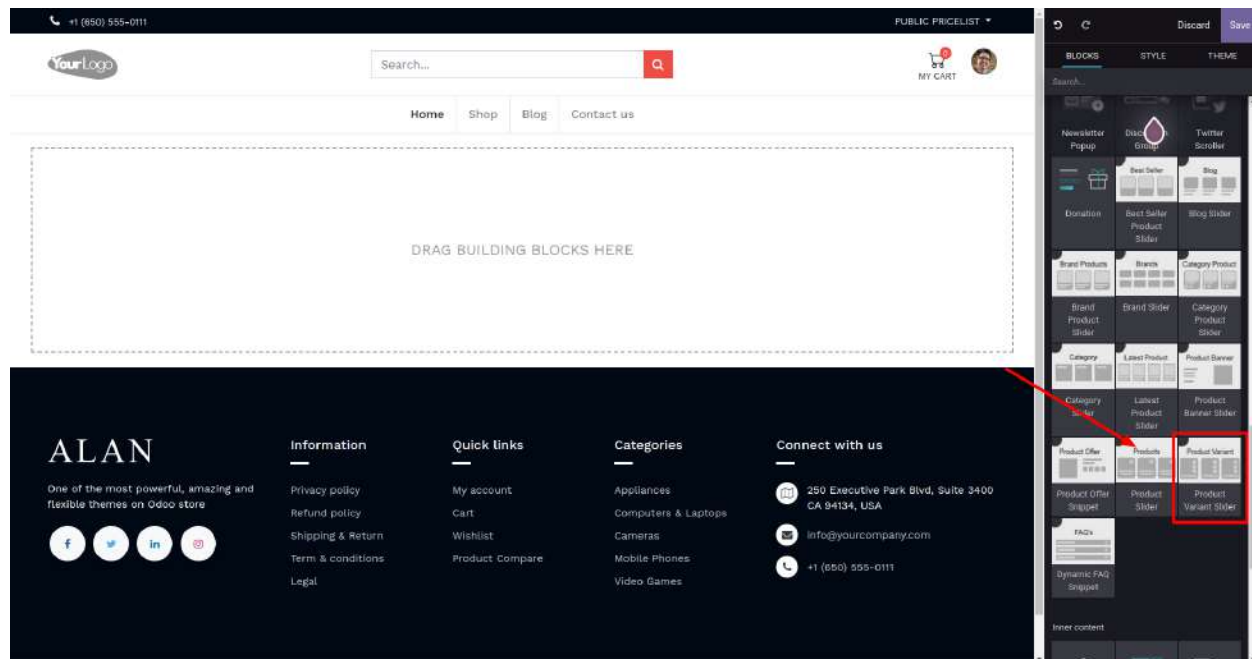 +1 (650) 555-0111
PUBLIC PRICELIST
Discard
Save
YourLogo
Search...
0
MY CART
BLOCKS
STYLE
THEME
Search...
Home
Shop
Blog
Contact us
DRAG BUILDING BLOCKS HERE
Newsletter
Popup
Group
Twitter
Scroller
Donation
Best Seller
Best Seller
Product
Slider
Blog
Blog Slider
Brand Products
Brand
Product
Slider
Brands
Brand Slider
Category Product
Category
Product
Slider
Category
Category
Slider
Latest Product
Latest
Product
Slider
Product Banner
Product
Banner Slider
Product Offer
Product Offer
Snippet
Products
Product
Slider
Product Variant
Product
Variant Slider
FAQ's
Dynamic FAQ
Snippet
Inner content
ALAN
One of the most powerful, amazing and
flexible themes on Odoo store
Information
Privacy policy
Refund policy
Shipping & Return
Term & conditions
Legal
Quick links
My account
Cart
Wishlist
Product Compare
Categories
Appliances
Computers & Laptops
Cameras
Mobile Phones
Video Games
Connect with us
250 Executive Park Blvd, Suite 3400
CA 94134, USA
info@yourcompany.com
+1 (650) 555-0111